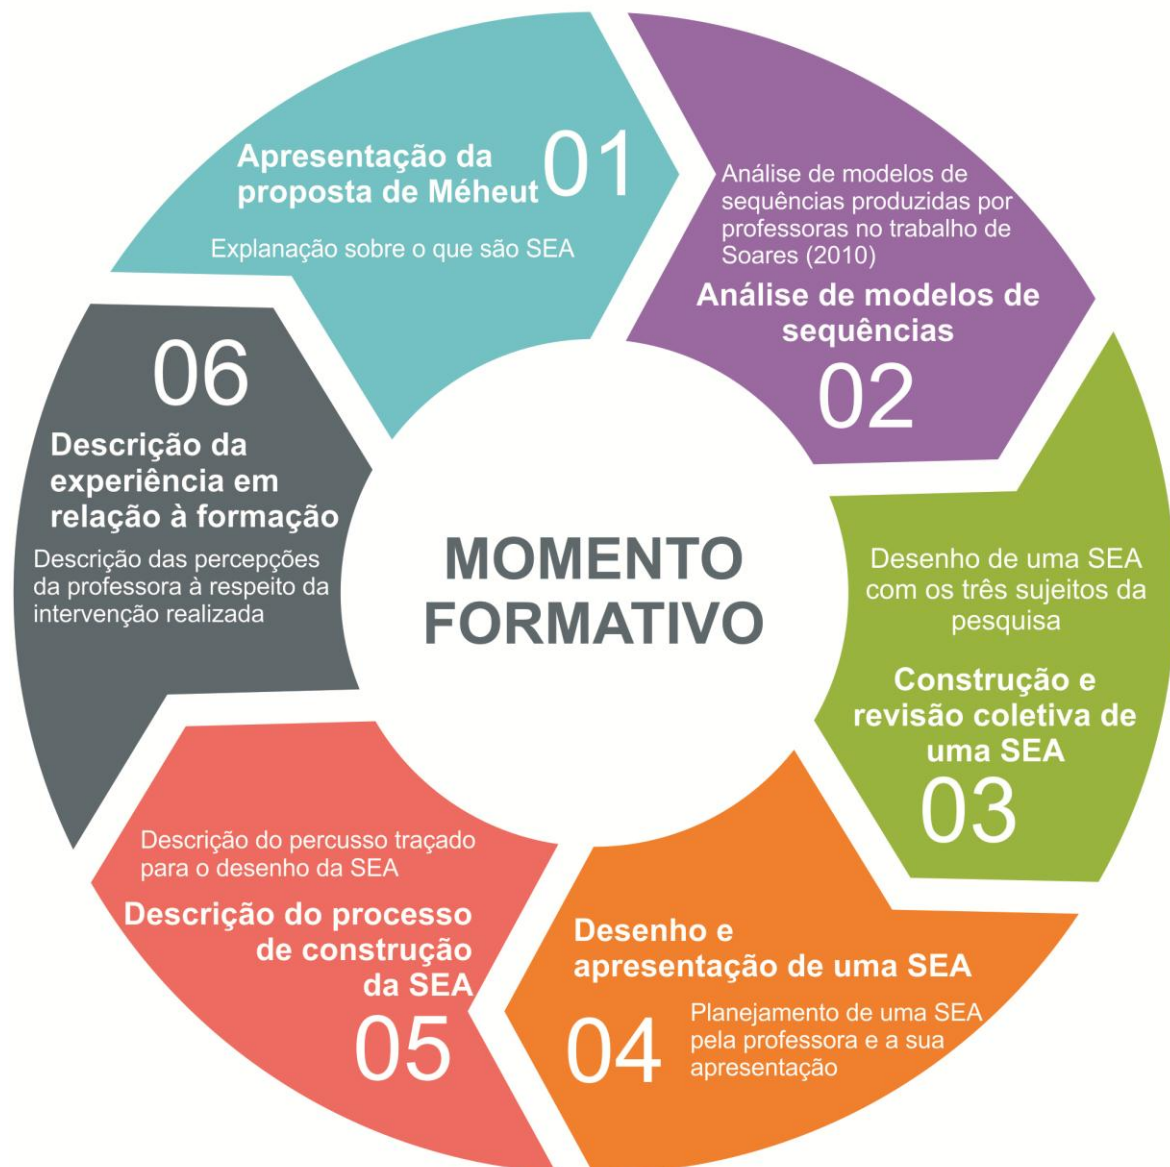 01
Apresentação da
proposta de Méheut
Explanação sobre o que são SEA
Análise de modelos de
sequências produzidas por
professoras no trabalho de
Soares (2010)
Análise de modelos de
sequências
02
Desenho de uma SEA
com os três sujeitos da
pesquisa
Construção e
revisão coletiva de
uma SEA
03
Desenho e
apresentação de uma SEA
04
Planejamento de uma SEA
pela professora e a sua
apresentação
Descrição do percusso traçado
para o desenho da SEA
Descrição do processo
de construção
da SEA
05
06
Descrição da
experiência em
relação à formação
Descrição das percepções
da professora à respeito da
intervenção realizada
MOMENTO
FORMATIVO